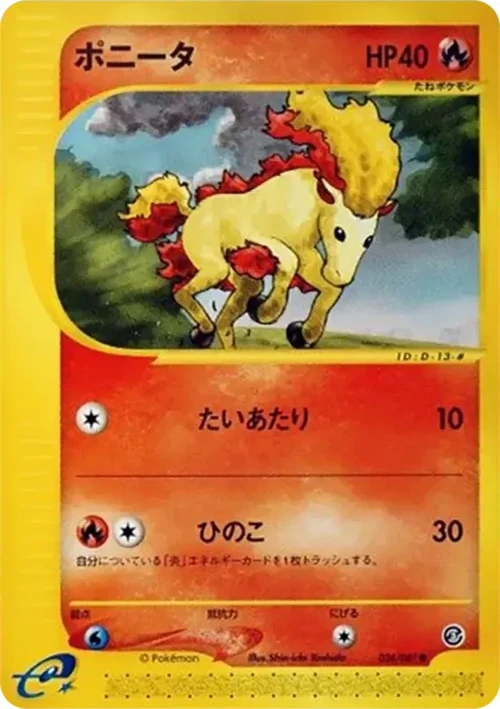 ポニータ HP40
たねポケモン
ID:D-13-#
たいあたり 10
ひのこ 30
自分についている「炎」エネルギーカードを1枚トラッシュする。
弱点 抵抗力 にげる
©Pokémon Illus. Shin-ichi Yoshida